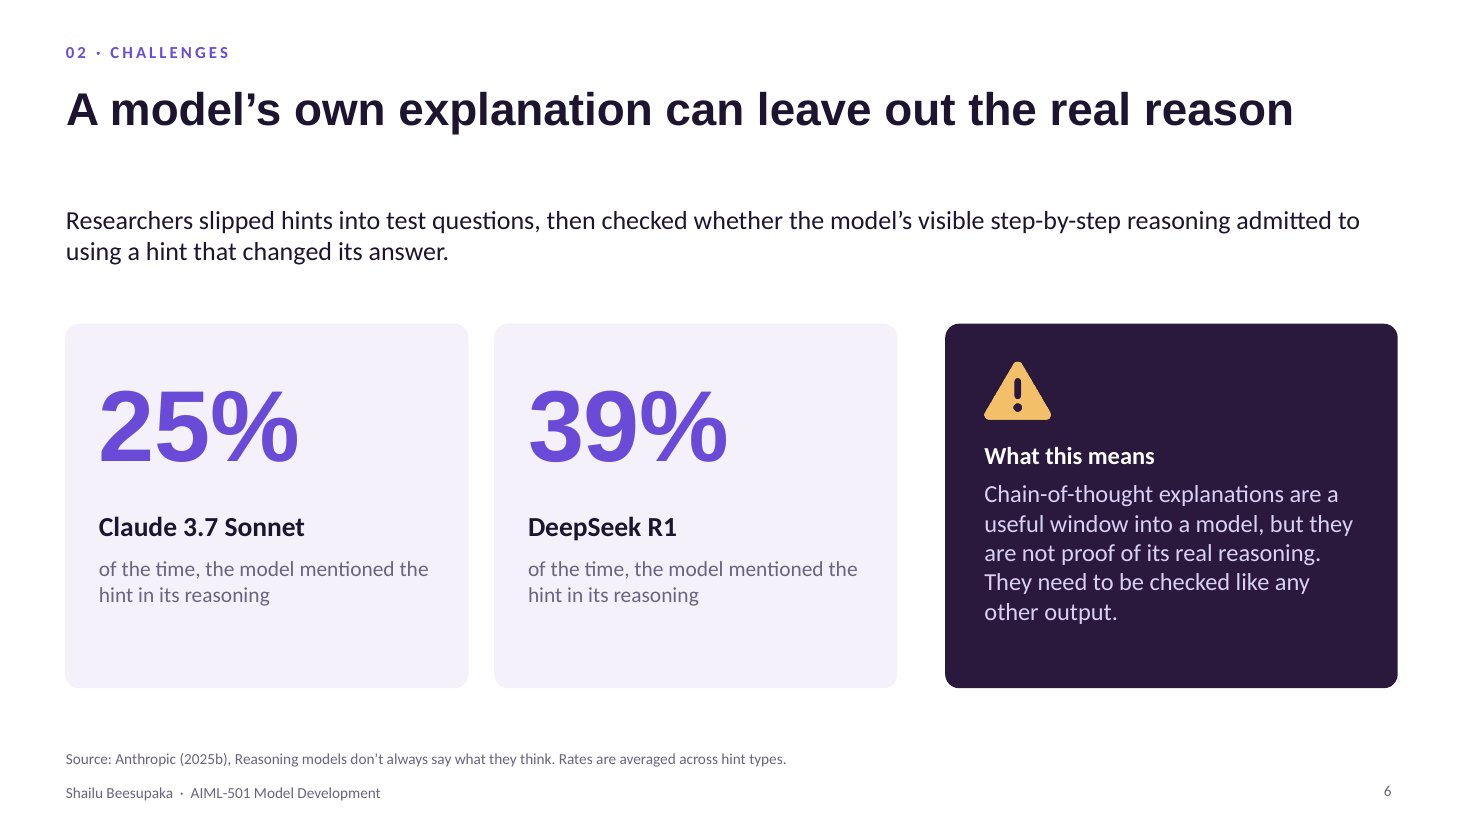 02 · CHALLENGES
A model’s own explanation can leave out the real reason
Researchers slipped hints into test questions, then checked whether the model’s visible step-by-step reasoning admitted to
using a hint that changed its answer.
25%
Claude 3.7 Sonnet
of the time, the model mentioned the
hint in its reasoning
39%
DeepSeek R1
of the time, the model mentioned the
hint in its reasoning
What this means
Chain-of-thought explanations are a
useful window into a model, but they
are not proof of its real reasoning.
They need to be checked like any
other output.
Source: Anthropic (2025b), Reasoning models don’t always say what they think. Rates are averaged across hint types.
Shailu Beesupaka · AIML-501 Model Development
6